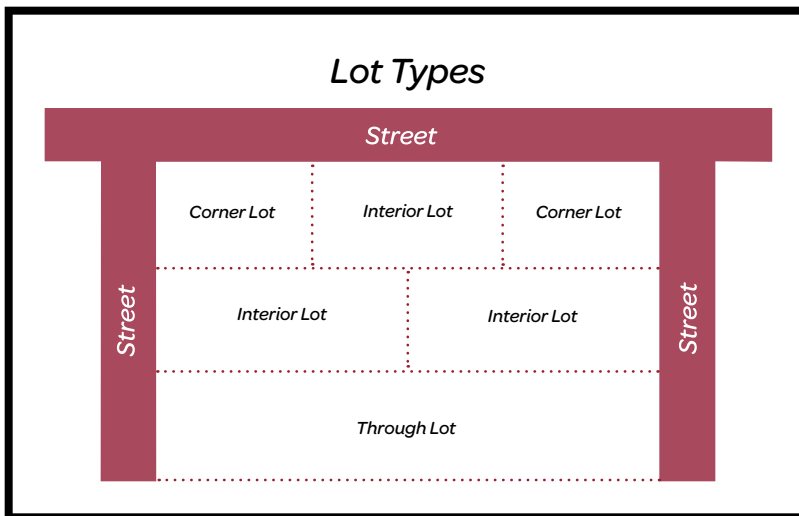 Lot Types
Street
Corner Lot
Interior Lot
Corner Lot
Street
Interior Lot
Interior Lot
Street
Through Lot